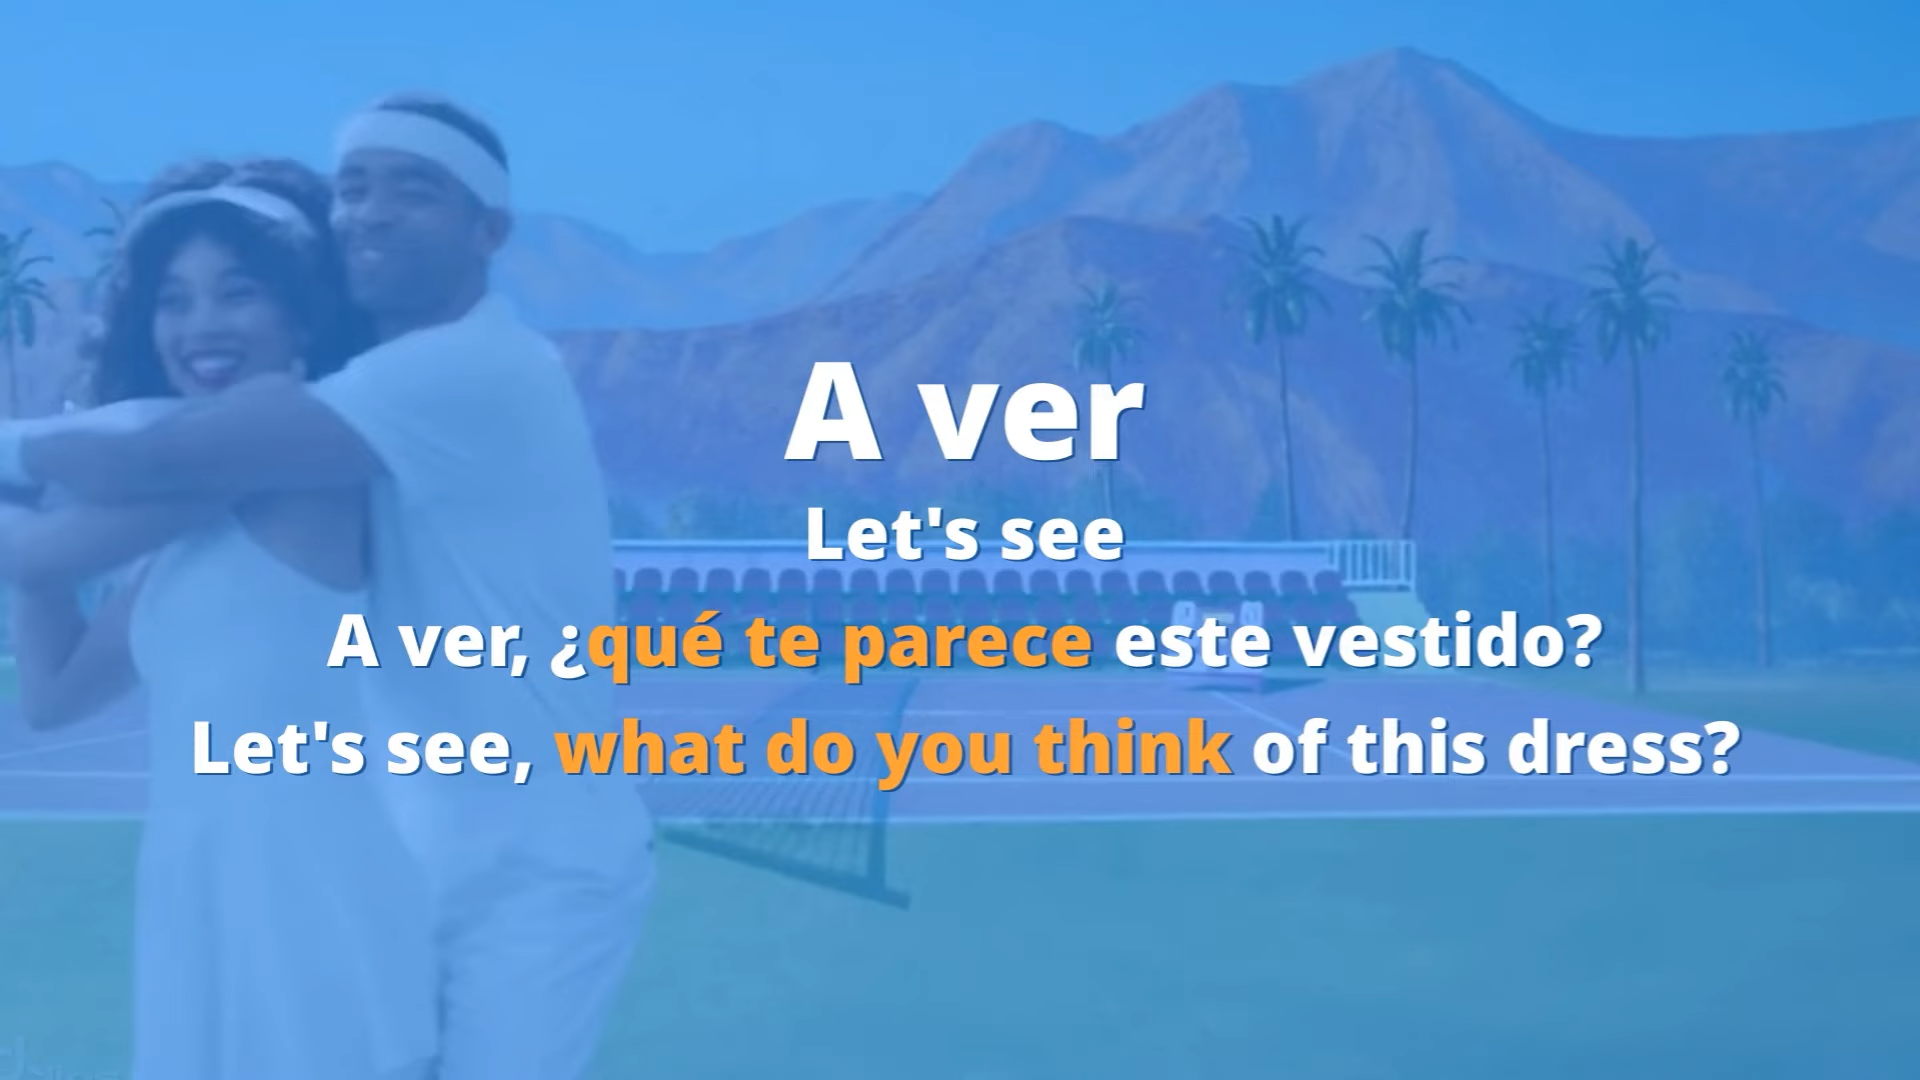 A ver
Let's see
A ver, ¿qué te parece este vestido?
Let's see, what do you think of this dress?